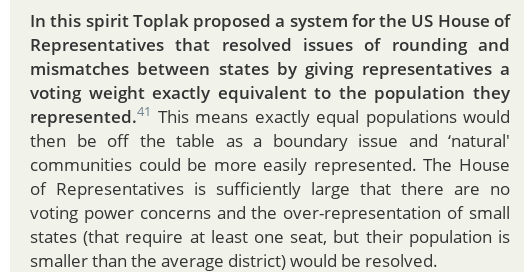 In this spirit Toplak proposed a system for the US House of
Representatives that resolved issues of rounding and
mismatches between states by giving representatives a
voting weight exactly equivalent to the population they
represented.41 This means exactly equal populations would
then be off the table as a boundary issue and ‘natural'
communities could be more easily represented. The House
of Representatives is sufficiently large that there are no
voting power concerns and the over-representation of small
states (that require at least one seat, but their population is
smaller than the average district) would be resolved.